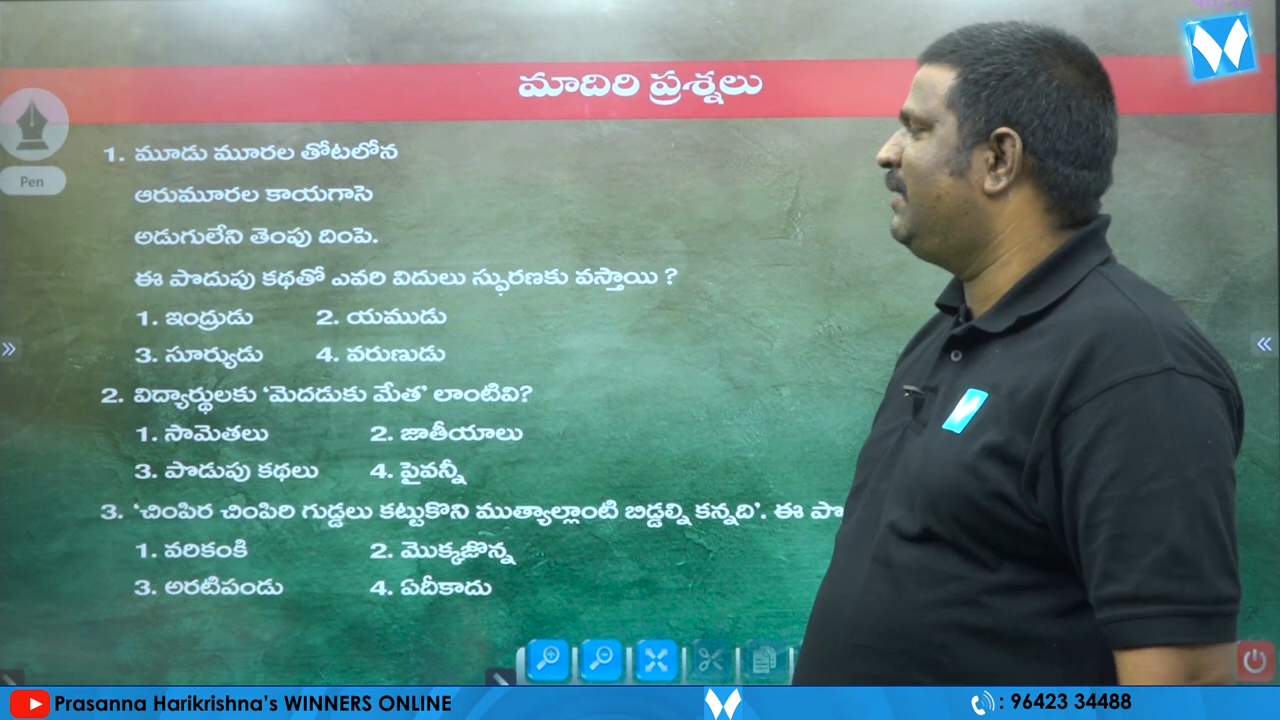 మాదిరి ప్రశ్నలు
Pen
1. మూడు మూరల తోటలోన
ఆరుమూరల కాయగాసె
అడుగులేని తెంపు దింపె.
ఈ పొదుపు కథతో ఎవరి విదులు స్ఫురణకు వస్తాయి ?
1. ఇంద్రుడు 2. యముడు
3. సూర్యుడు 4. వరుణుడు
2. విద్యార్థులకు 'మెదడుకు మేత' లాంటివి?
1. సామెతలు 2. జాతీయాలు
3. పొడుపు కథలు 4. పైవన్నీ
3. 'చింపిర చింపిరి గుడ్డలు కట్టుకొని ముత్యాల్లాంటి బిడ్డల్ని కన్నది'. ఈ పొ
1. వరికంకి 2. మొక్కజొన్న
3. అరటిపండు 4. ఏదీకాదు
Prasanna Harikrishna's WINNERS ONLINE : 96423 34488